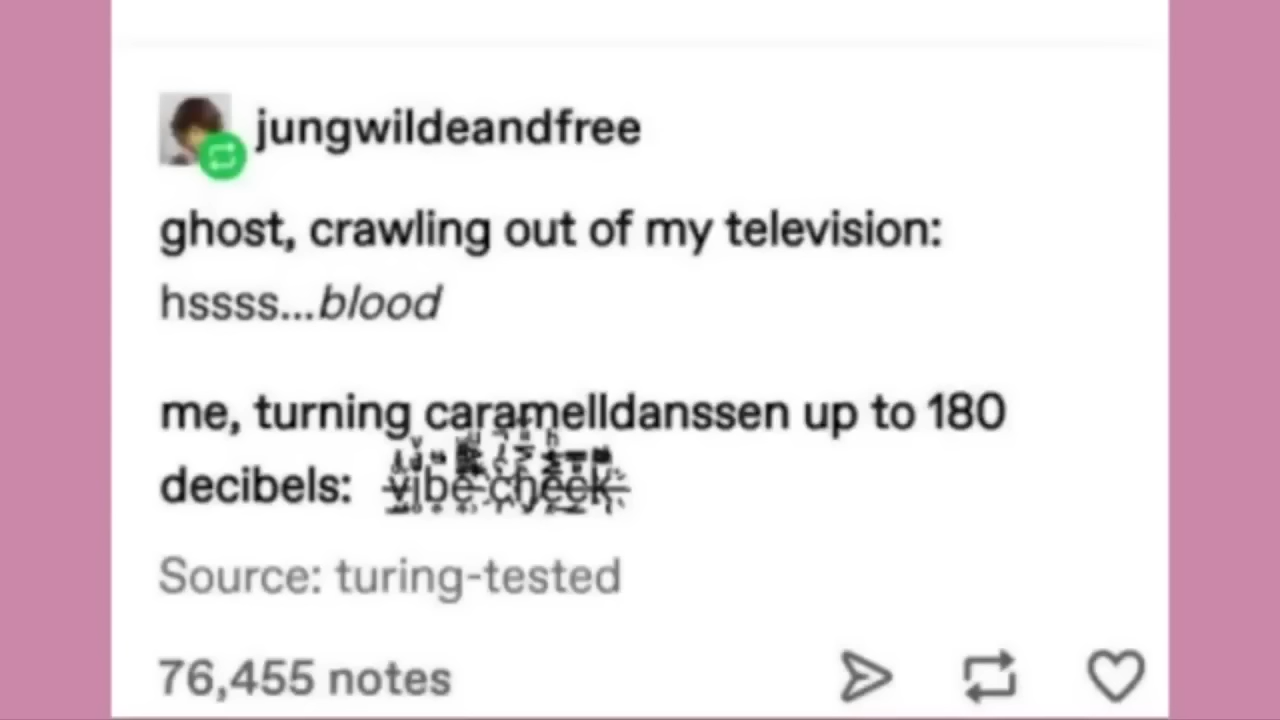 jungwildeandfree
ghost, crawling out of my television:
hssss...blood
me, turning caramelldanssen up to 180
decibels: vibe check
Source: turing-tested
76,455 notes